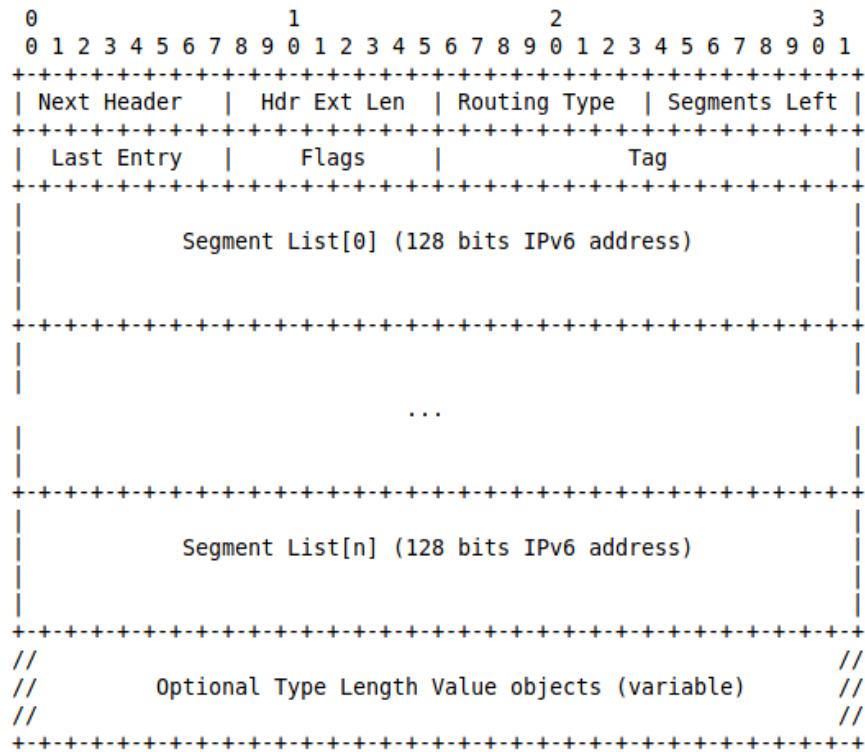 0                   1                   2                   3
 0 1 2 3 4 5 6 7 8 9 0 1 2 3 4 5 6 7 8 9 0 1 2 3 4 5 6 7 8 9 0 1
+-+-+-+-+-+-+-+-+-+-+-+-+-+-+-+-+-+-+-+-+-+-+-+-+-+-+-+-+-+-+-+-+
| Next Header   |  Hdr Ext Len  | Routing Type  | Segments Left |
+-+-+-+-+-+-+-+-+-+-+-+-+-+-+-+-+-+-+-+-+-+-+-+-+-+-+-+-+-+-+-+-+
|  Last Entry   |     Flags     |              Tag              |
+-+-+-+-+-+-+-+-+-+-+-+-+-+-+-+-+-+-+-+-+-+-+-+-+-+-+-+-+-+-+-+-+
|                                                               |
|            Segment List[0] (128 bits IPv6 address)            |
|                                                               |
|                                                               |
+-+-+-+-+-+-+-+-+-+-+-+-+-+-+-+-+-+-+-+-+-+-+-+-+-+-+-+-+-+-+-+-+
|                                                               |
|                                                               |
                              ...
|                                                               |
|                                                               |
+-+-+-+-+-+-+-+-+-+-+-+-+-+-+-+-+-+-+-+-+-+-+-+-+-+-+-+-+-+-+-+-+
|                                                               |
|            Segment List[n] (128 bits IPv6 address)            |
|                                                               |
|                                                               |
+-+-+-+-+-+-+-+-+-+-+-+-+-+-+-+-+-+-+-+-+-+-+-+-+-+-+-+-+-+-+-+-+
//                                                             //
//         Optional Type Length Value objects (variable)       //
//                                                             //
+-+-+-+-+-+-+-+-+-+-+-+-+-+-+-+-+-+-+-+-+-+-+-+-+-+-+-+-+-+-+-+-+